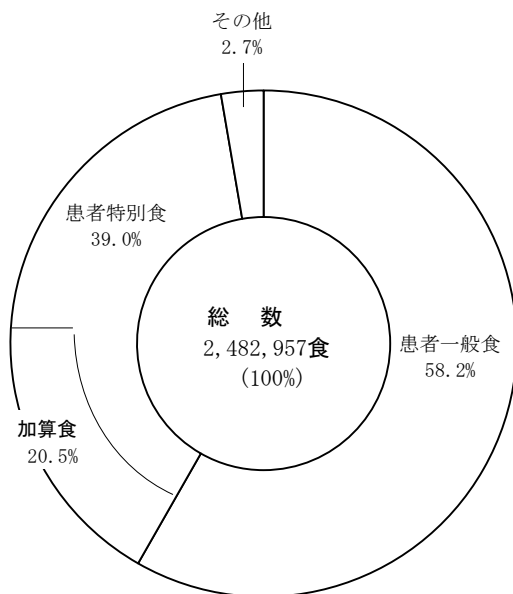 その他
2.7%
患者特別食
39.0%
総 数
2,482,957食
(100%)
患者一般食
58.2%
加算食
20.5%